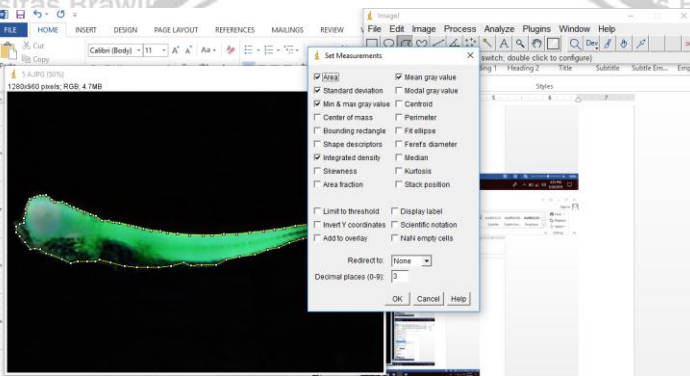 ImageJ
FILE HOME INSERT DESIGN PAGE LAYOUT REFERENCES MAILINGS REVIEW
File Edit Image Process Analyze Plugins Window Help
Cut
Copy
Calibri (Body) 11
Dev
switch; double click to configure)
Heading 2 Title Subtitle Subtle Em...
Styles
5 A.JPG (50%)
1280x960 pixels; RGB; 4.7MB
Set Measurements
Area Mean gray value
Standard deviation Modal gray value
Min & max gray value Centroid
Center of mass Perimeter
Bounding rectangle Fit ellipse
Shape descriptors Feret's diameter
Integrated density Median
Skewness Kurtosis
Area fraction Stack position
Limit to threshold Display label
Invert Y coordinates Scientific notation
Add to overlay NaN empty cells
Redirect to: None
Decimal places (0-9): 3
OK Cancel Help